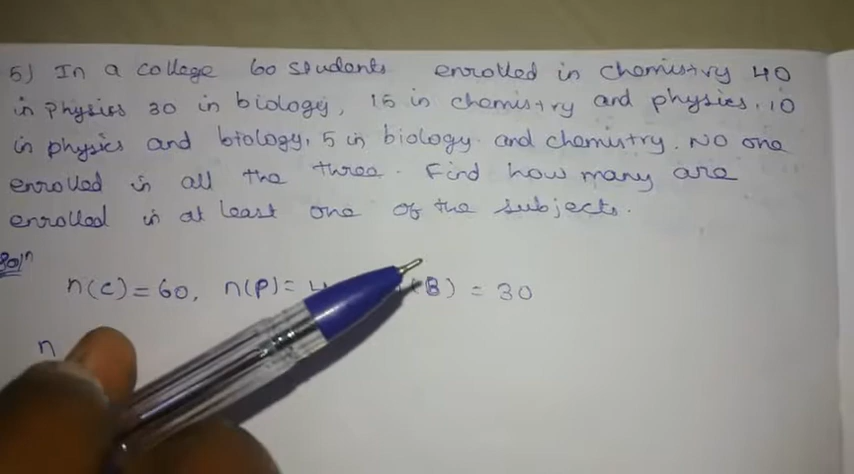 5) In a college 60 students enrolled in chemistry 40
in physics 30 in biology, 15 in chemistry and physics, 10
in physics and biology, 5 in biology and chemistry. No one
enrolled in all the three. Find how many are
enrolled in at least one of the subjects.
Soln
n(C) = 60, n(P) = 4 (B) = 30
n